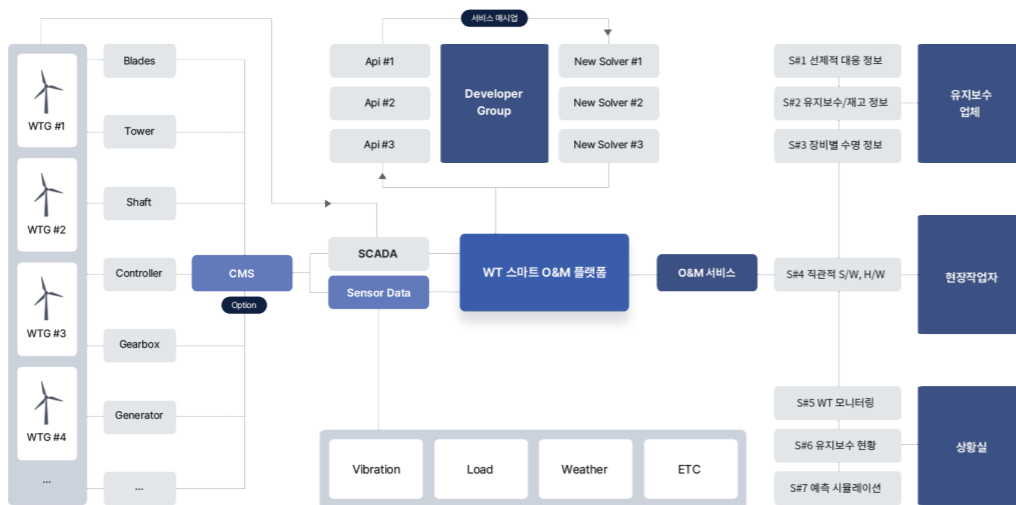 서비스 매시업
WTG #1
WTG #2
WTG #3
WTG #4
...
Blades
Tower
Shaft
Controller
Gearbox
Generator
...
CMS
Option
Api #1
Api #2
Api #3
Developer
Group
New Solver #1
New Solver #2
New Solver #3
SCADA
Sensor Data
WT 스마트 O&M 플랫폼
O&M 서비스
Vibration
Load
Weather
ETC
S#1 선제적 대응 정보
S#2 유지보수/재고 정보
S#3 장비별 수명 정보
유지보수
업체
S#4 직관적 S/W, H/W
현장작업자
S#5 WT 모니터링
S#6 유지보수 현황
S#7 예측 시뮬레이션
상황실